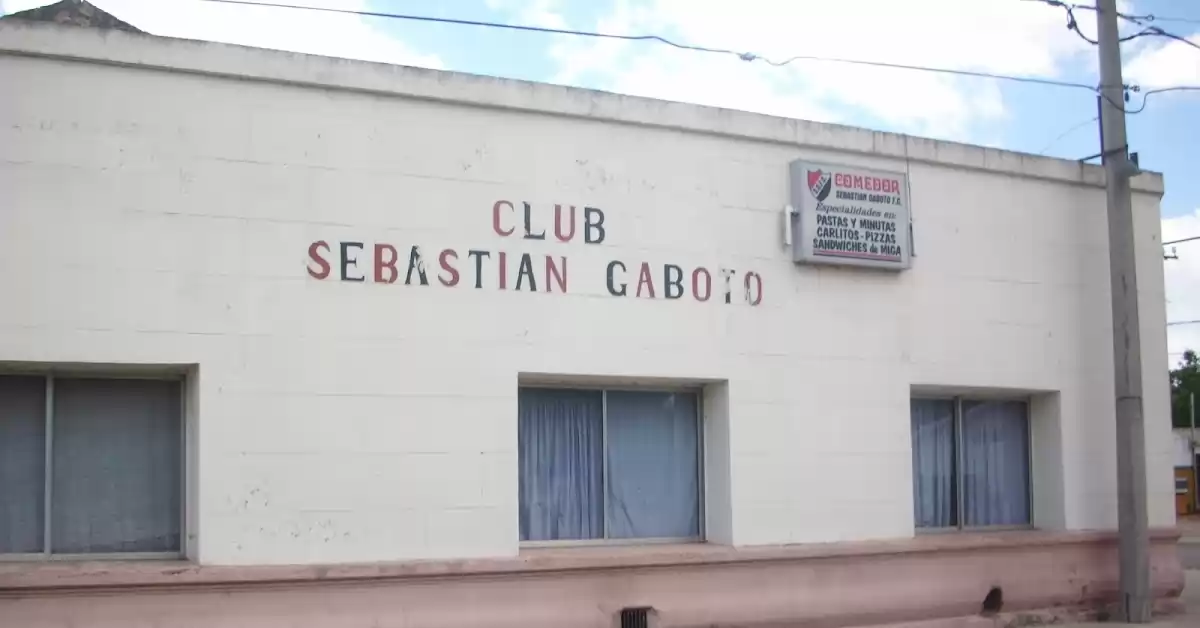 CLUB
SEBASTIAN GABOTO
COMEDOR
SEBASTIAN GABOTO F.C.
Especialidades en:
PASTAS Y MINUTAS
CARLITOS - PIZZAS
SANDWICHES de MIGA